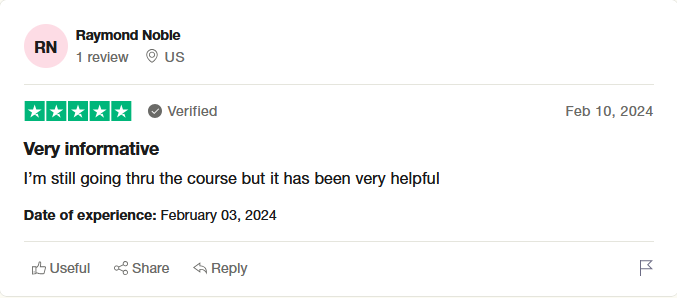 RN
Raymond Noble
1 review US
Verified Feb 10, 2024
Very informative
I’m still going thru the course but it has been very helpful
Date of experience: February 03, 2024
Useful Share Reply